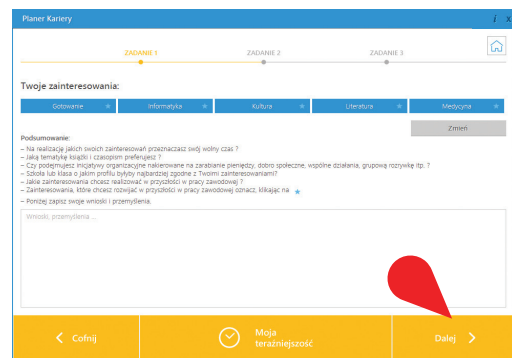 Planer Kariery i x
ZADANIE 1 ZADANIE 2 ZADANIE 3
Twoje zainteresowania:
Gotowanie Informatyka Kultura Literatura Medycyna
Zmień
Podsumowanie:
– Na realizację jakich swoich zainteresowań przeznaczasz swój wolny czas ?
– Jaką tematykę książki i czasopism preferujesz ?
– Czy podejmujesz inicjatywy organizacyjne nakierowane na zarabianie pieniędzy, dobro społeczne, wspólne działania, grupową rozrywkę itp. ?
– Szkoła lub klasa o jakim profilu byłyby najbardziej zgodne z Twoimi zainteresowaniami?
– Jakie zainteresowania chcesz realizować w przyszłości w pracy zawodowej ?
– Zainteresowania, które chcesz rozwijać w przyszłości w pracy zawodowej oznacz, klikając na
– Poniżej zapisz swoje wnioski i przemyślenia.
Wnioski, przemyślenia ...
Cofnij
Moja
teraźniejszość
Dalej